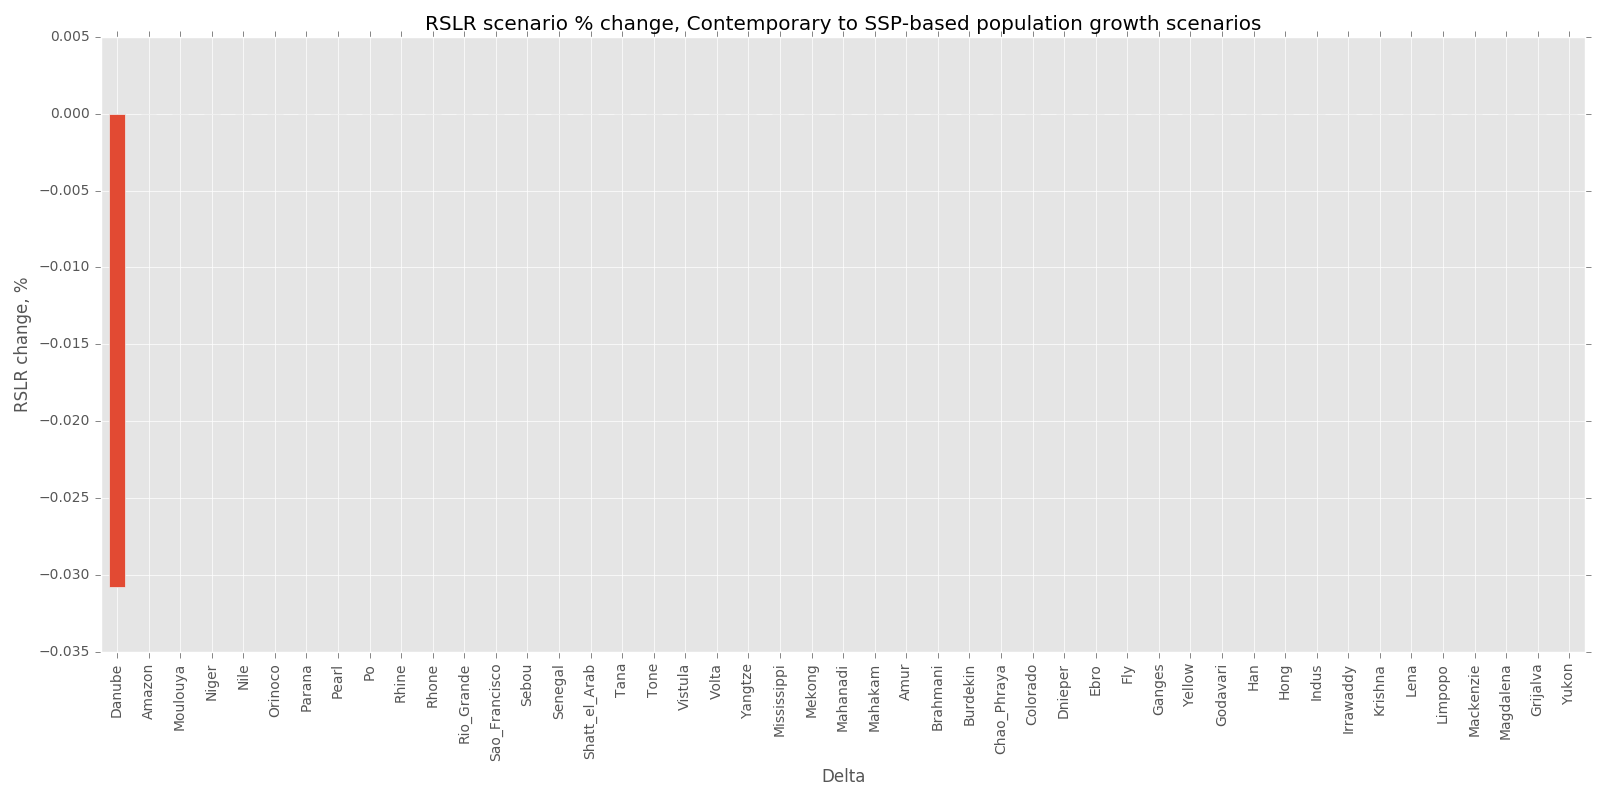 RSLR scenario % change, Contemporary to SSP-based population growth scenarios
0.005
0.000
−0.005
−0.010
−0.015
−0.020
−0.025
−0.030
−0.035
RSLR change, %
Danube
Amazon
Moulouya
Niger
Nile
Orinoco
Parana
Pearl
Po
Rhine
Rhone
Rio_Grande
Sao_Francisco
Sebou
Senegal
Shatt_el_Arab
Tana
Tone
Vistula
Volta
Yangtze
Mississippi
Mekong
Mahanadi
Mahakam
Amur
Brahmani
Burdekin
Chao_Phraya
Colorado
Dnieper
Ebro
Fly
Ganges
Yellow
Godavari
Han
Hong
Indus
Irrawaddy
Krishna
Lena
Limpopo
Mackenzie
Magdalena
Grijalva
Yukon
Delta